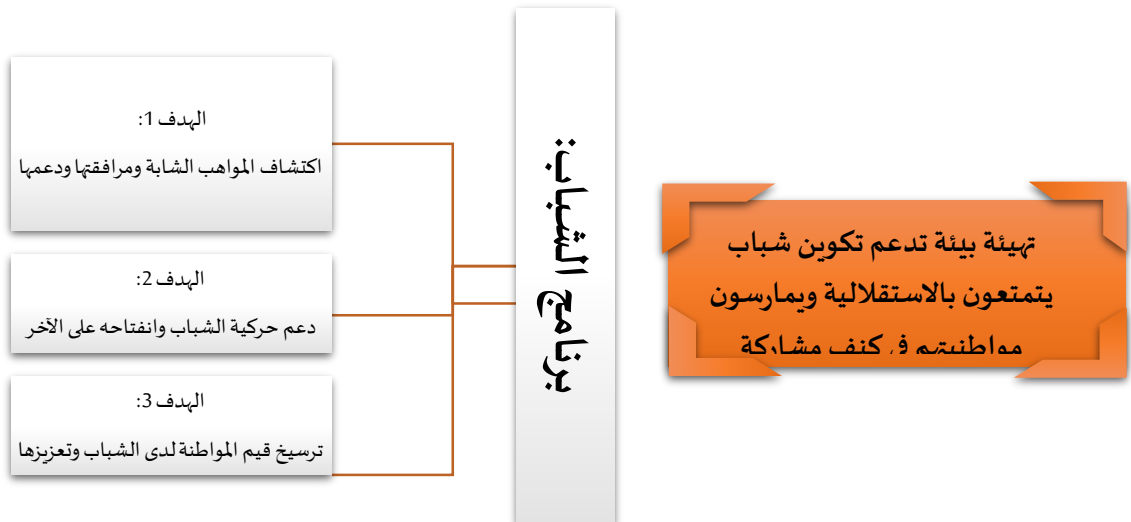 تهيئة بيئة تدعم تكوين شباب
يتمتعون بالاستقلالية ويمارسون
مواطنيتهم في كنف مشاركة
برنامج الشباب:
الهدف 1:
اكتشاف المواهب الشابة ومرافقتها ودعمها
الهدف 2:
دعم حركية الشباب وانفتاحه على الآخر
الهدف 3:
ترسيخ قيم المواطنة لدى الشباب وتعزيزها